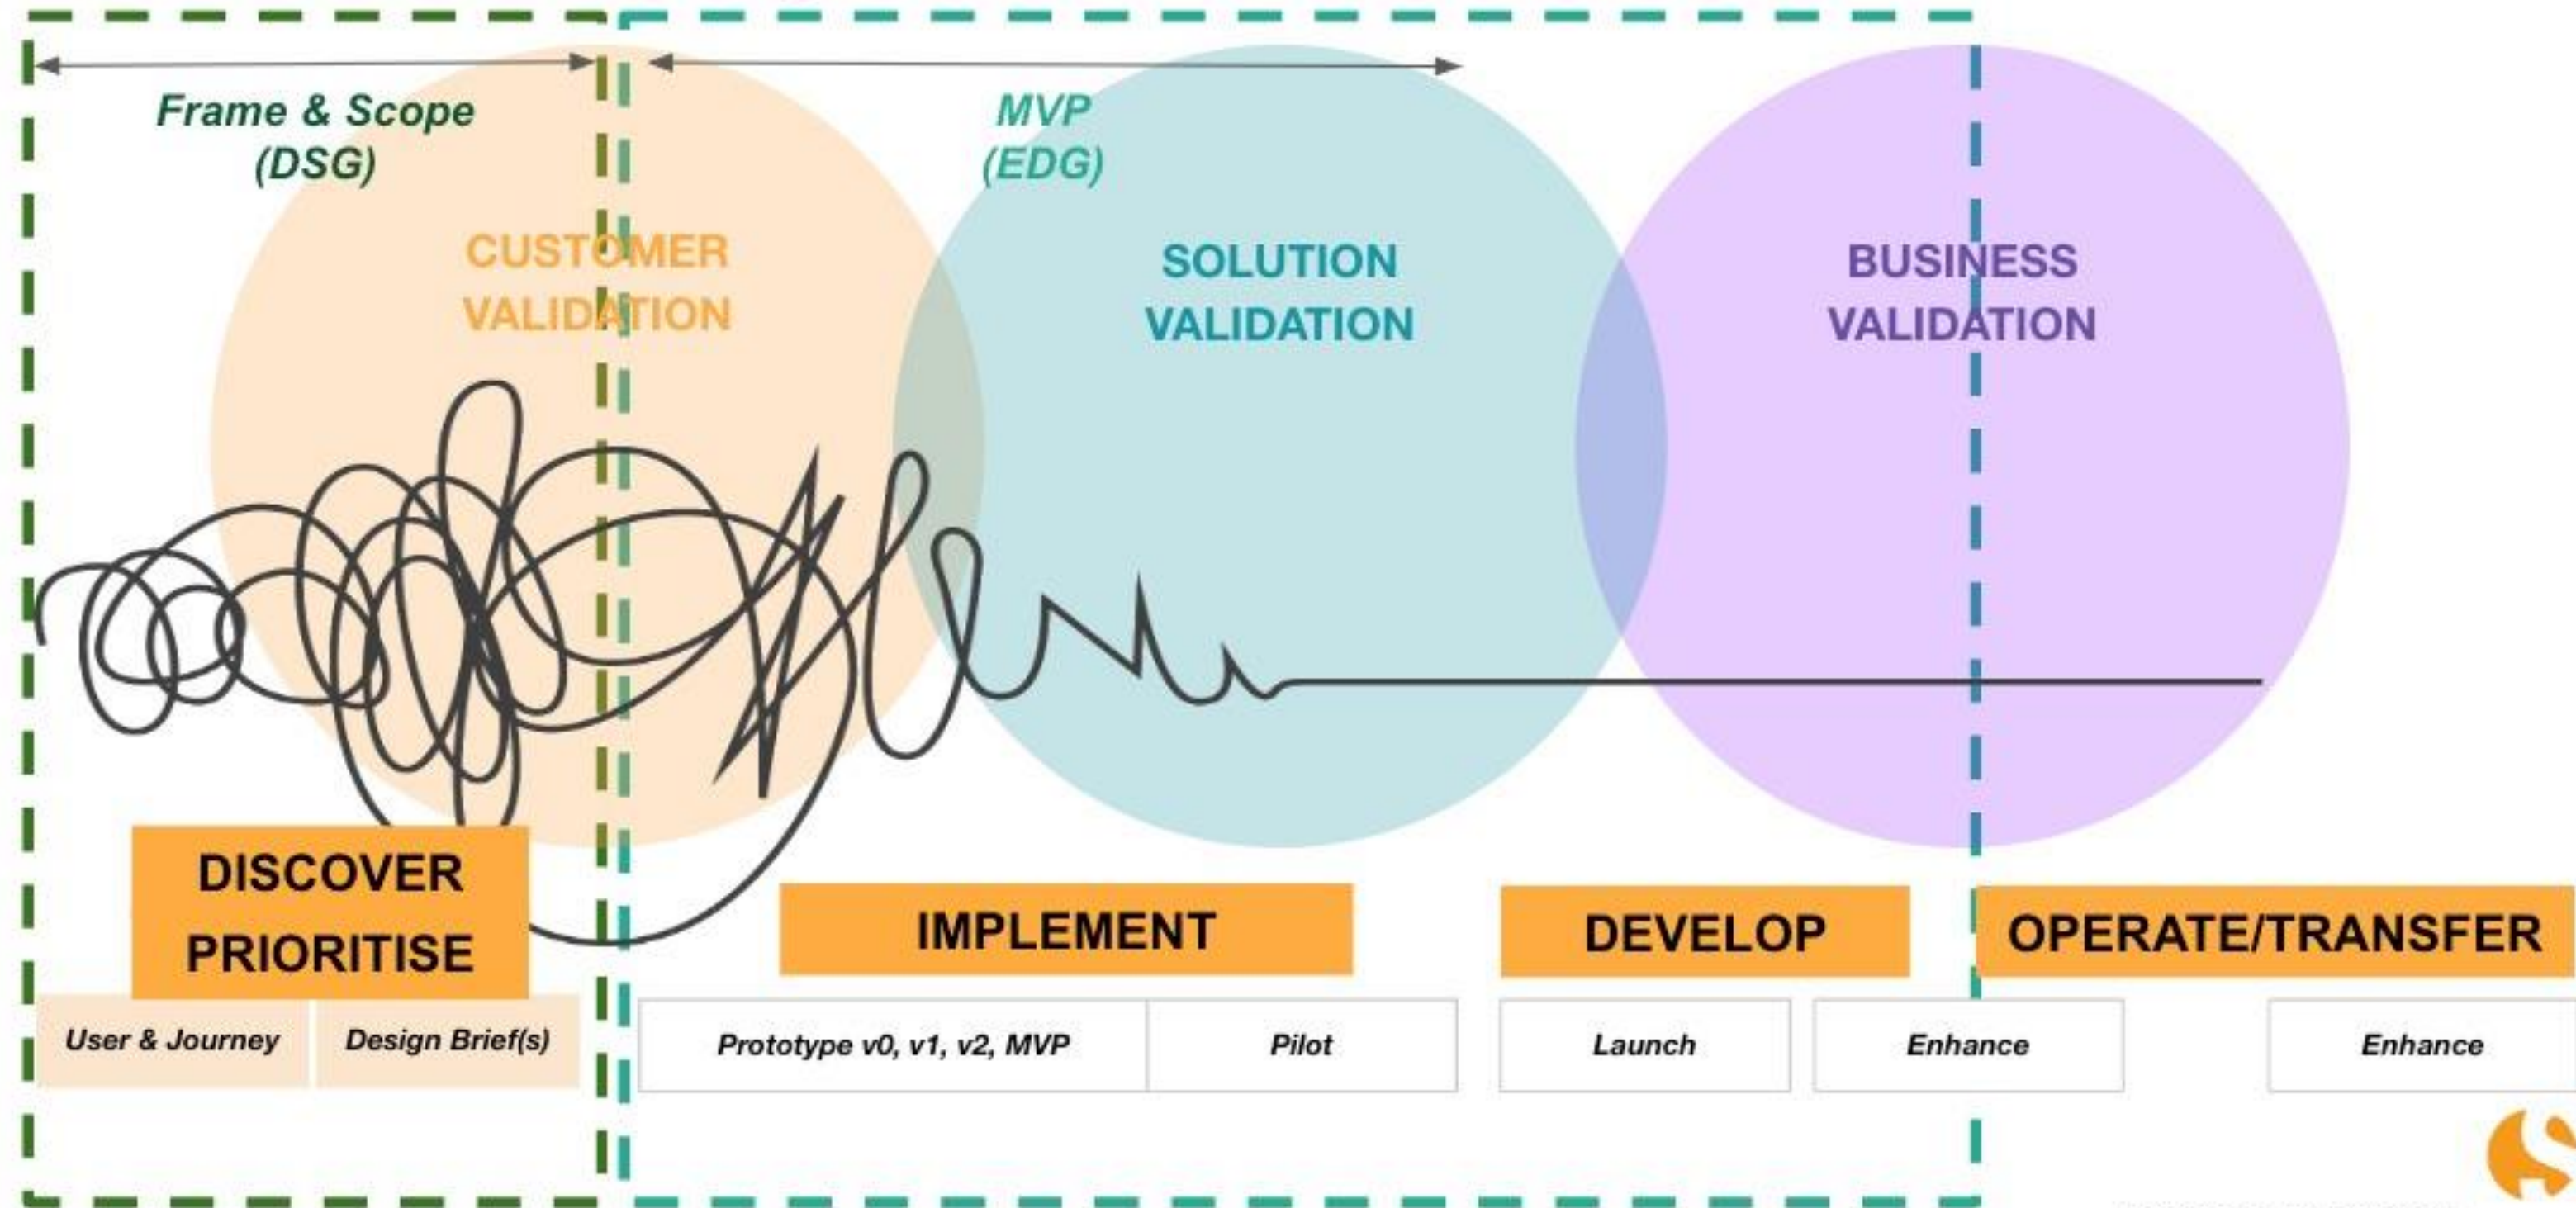 Frame & Scope
(DSG)
MVP
(EDG)
CUSTOMER
VALIDATION
SOLUTION
VALIDATION
BUSINESS
VALIDATION
DISCOVER
PRIORITISE
IMPLEMENT
DEVELOP
OPERATE/TRANSFER
User & Journey
Design Brief(s)
Prototype v0, v1, v2, MVP
Pilot
Launch
Enhance
Enhance